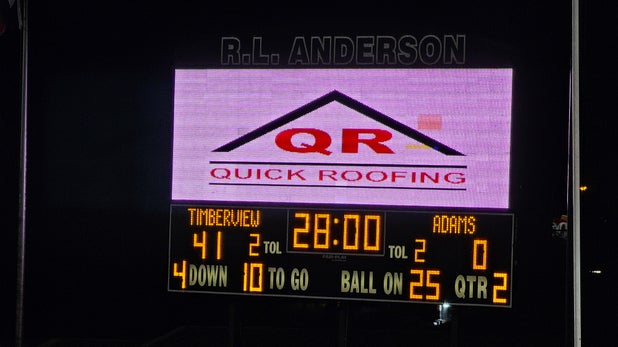 R.L. ANDERSON
QR
QUICK ROOFING
TIMBERVIEW 28:00 ADAMS
41 2 TOL TOL 2 0
4 DOWN 10 TO GO BALL ON 25 QTR 2